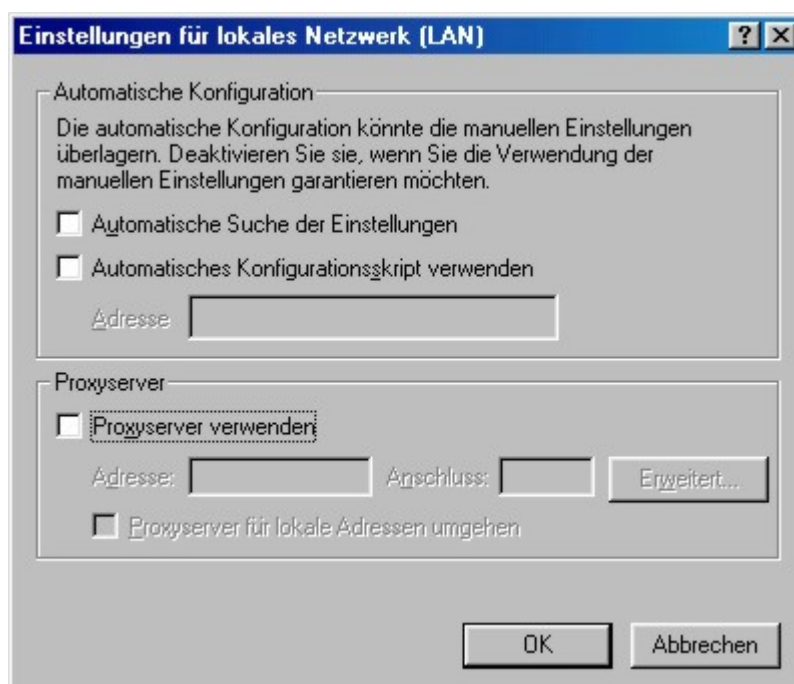 Einstellungen für lokales Netzwerk (LAN)
Automatische Konfiguration
Die automatische Konfiguration könnte die manuellen Einstellungen
überlagern. Deaktivieren Sie sie, wenn Sie die Verwendung der
manuellen Einstellungen garantieren möchten.
Automatische Suche der Einstellungen
Automatisches Konfigurationsskript verwenden
Adresse
Proxyserver
Proxyserver verwenden
Adresse: Anschluss: Erweitert...
Proxyserver für lokale Adressen umgehen
OK Abbrechen